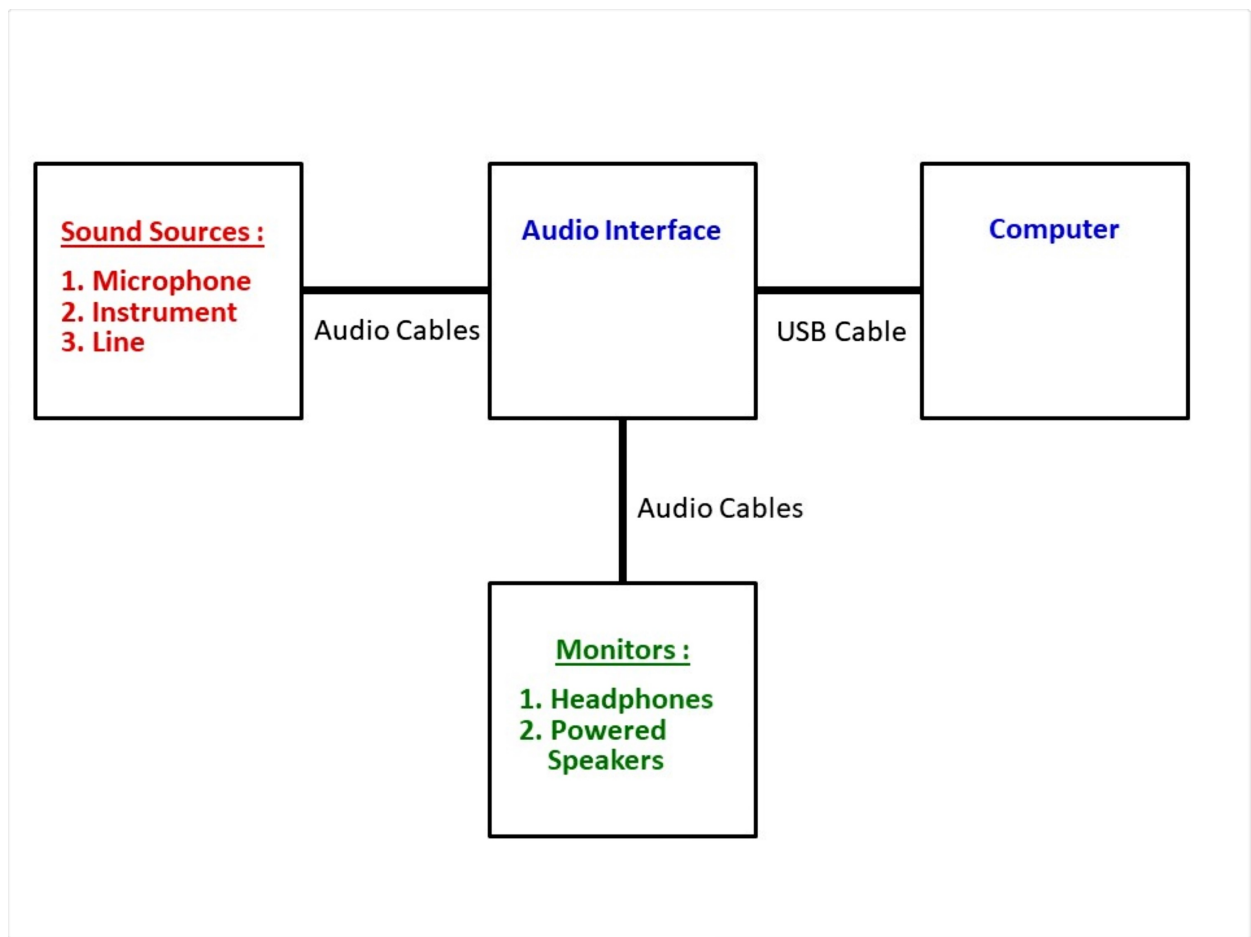 Sound Sources :
1. Microphone
2. Instrument
3. Line
Audio Cables
Audio Interface
USB Cable
Computer
Audio Cables
Monitors :
1. Headphones
2. Powered
Speakers